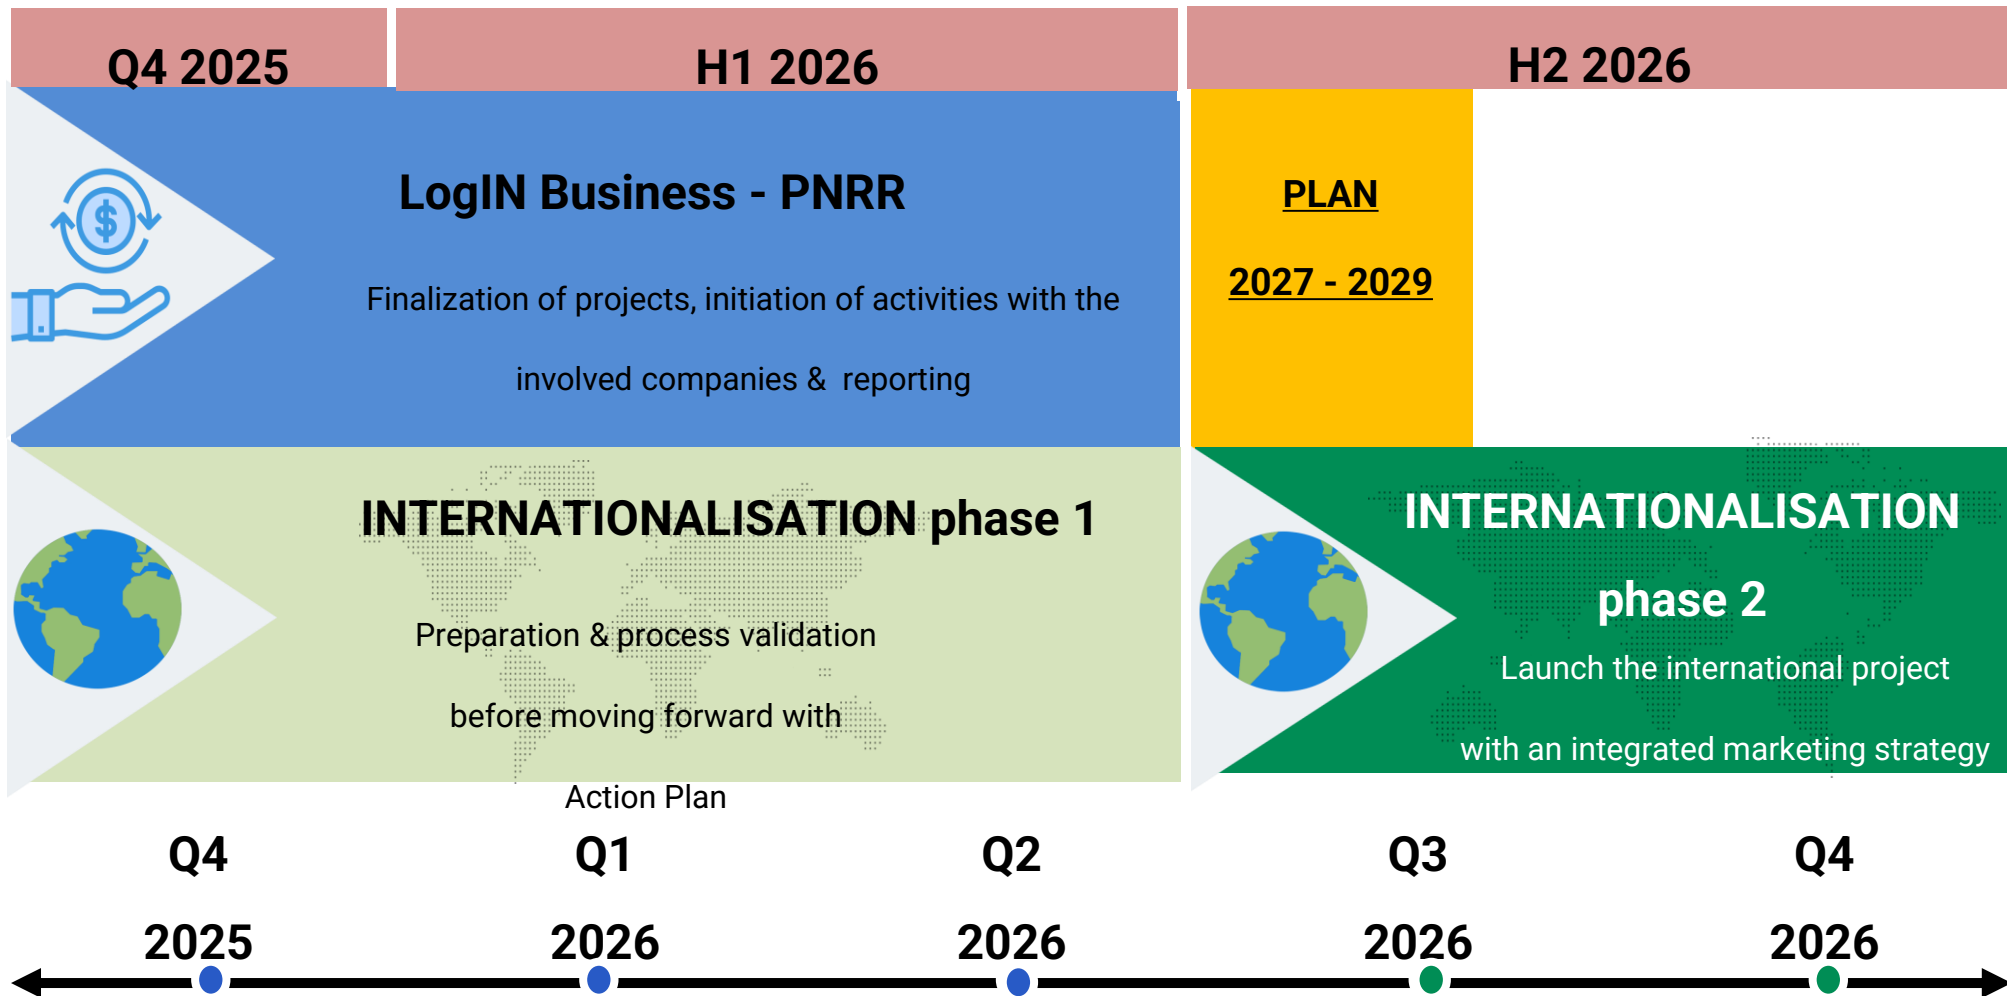 Q4 2025
H1 2026
H2 2026
LogIN Business - PNRR
Finalization of projects, initiation of activities with the
involved companies &  reporting
PLAN
2027 - 2029
$
INTERNATIONALISATION phase 1
Preparation & process validation
before moving forward with
Action Plan
INTERNATIONALISATION
phase 2
Launch the international project
with an integrated marketing strategy
Q4
2025
Q1
2026
Q2
2026
Q3
2026
Q4
2026